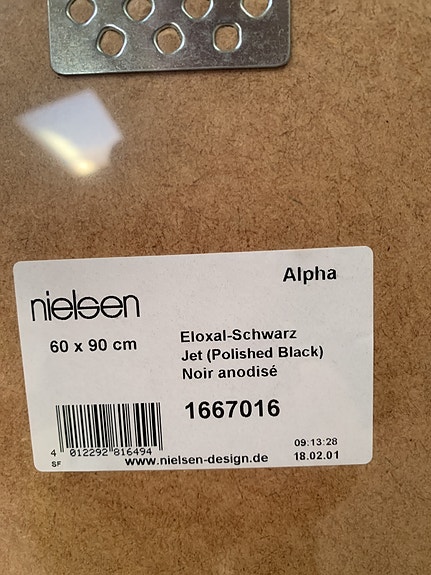 Alpha
nielsen
60 x 90 cm
Eloxal-Schwarz
Jet (Polished Black)
Noir anodisé
1667016
4 012292 816494
SF
www.nielsen-design.de
09:13:28
18.02.01